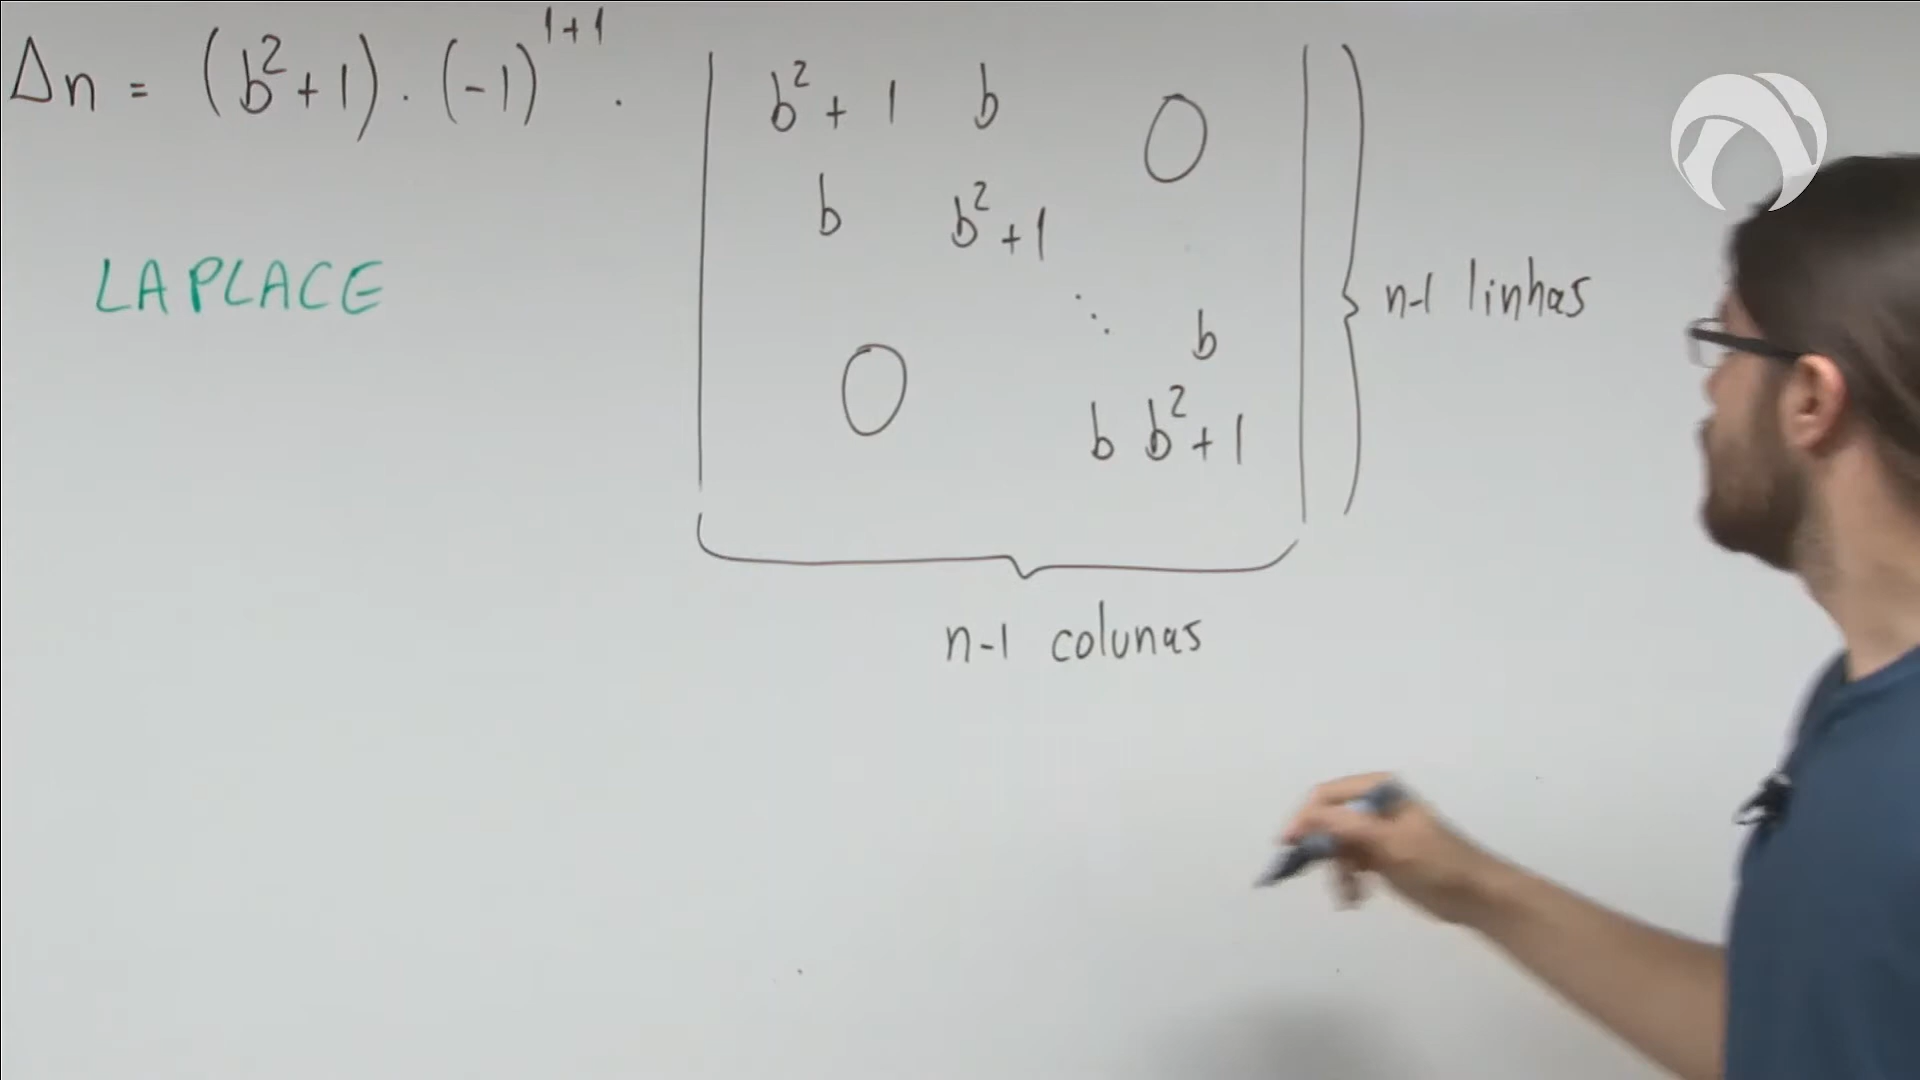 Δn = (b²+1) . (-1)¹⁺¹ .
b²+1 b 0
b b²+1
⋱ b
0
b b²+1
n-1 linhas
n-1 colunas
LAPLACE